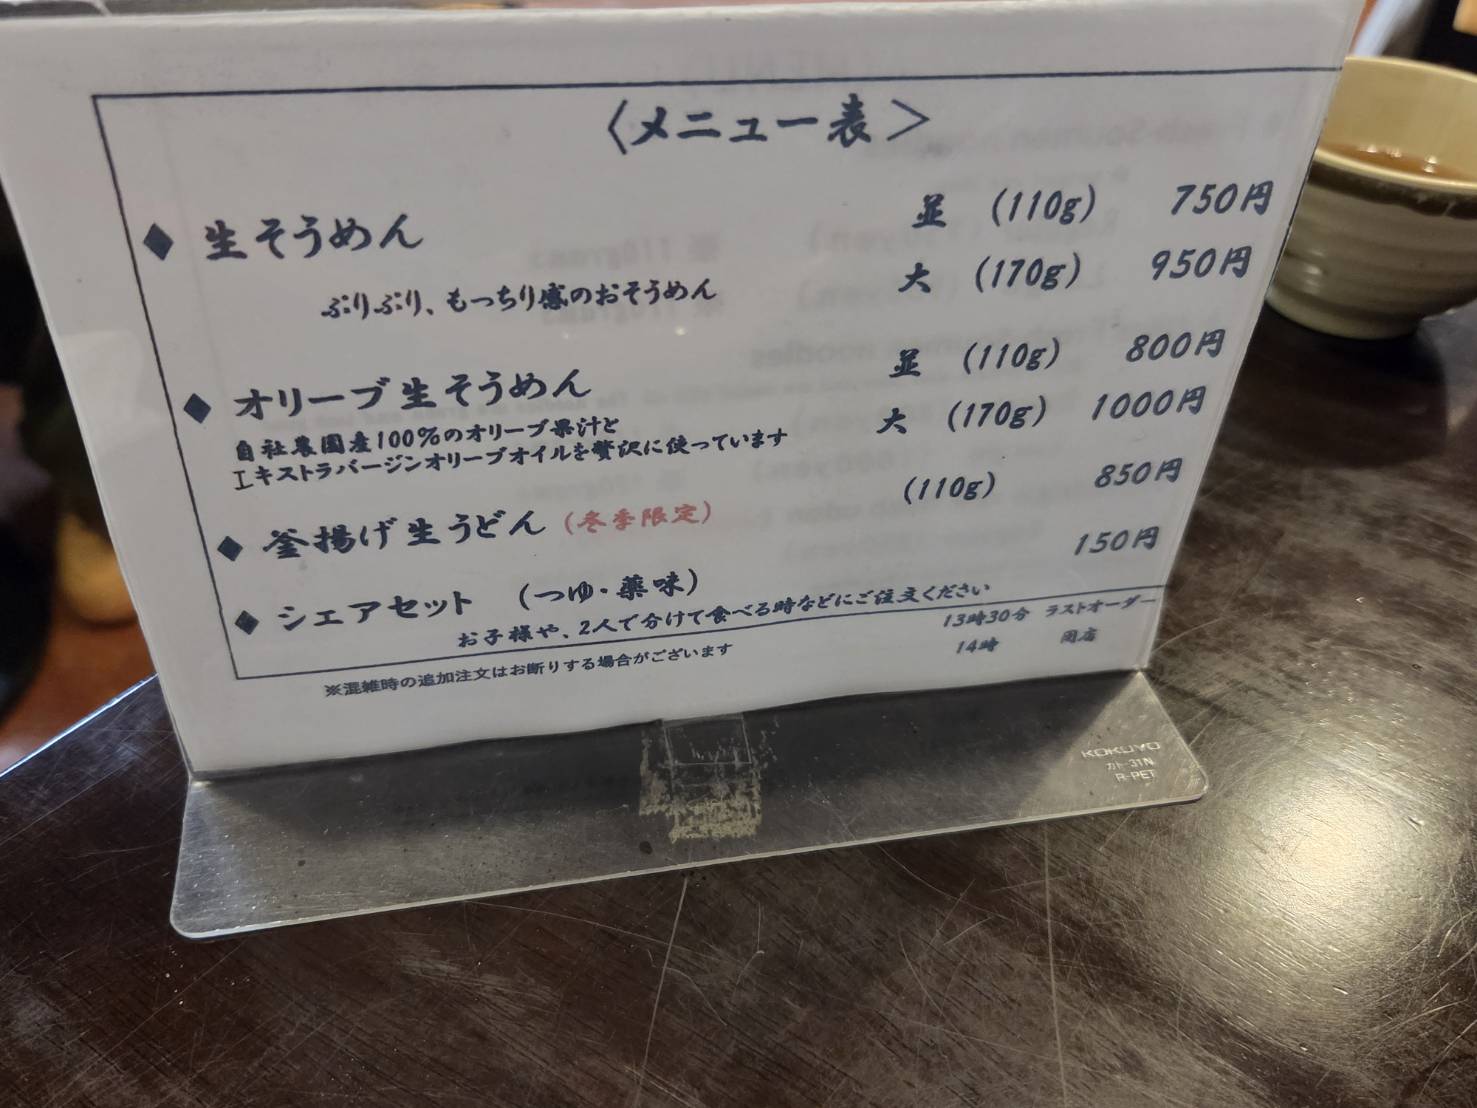 〈メニュー表〉
◆ 生そうめん 並 (110g) 750円
大 (170g) 950円
ぷりぷり、もっちり感のおそうめん
◆ オリーブ生そうめん 並 (110g) 800円
大 (170g) 1000円
自社農園産100%のオリーブ果汁と
エキストラバージンオリーブオイルを贅沢に使っています
◆ 釜揚げ生うどん (冬季限定) (110g) 850円
◆ シェアセット (つゆ・薬味) 150円
お子様や、2人で分けて食べる時などにご注文ください
13時30分 ラストオーダー
14時 閉店
※混雑時の追加注文はお断りする場合がございます
KOKUYO
カト-31N
R-PET